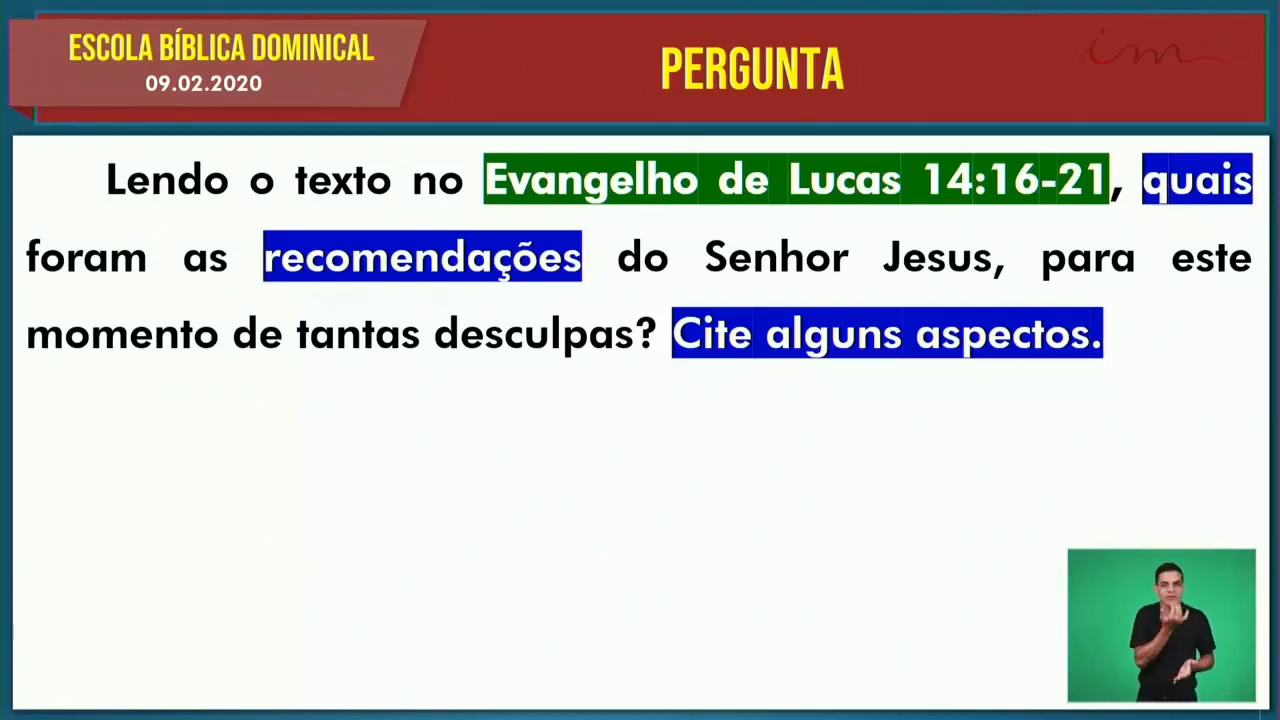 ESCOLA BÍBLICA DOMINICAL
09.02.2020
PERGUNTA
im
Lendo o texto no Evangelho de Lucas 14:16-21, quais
foram as recomendações do Senhor Jesus, para este
momento de tantas desculpas? Cite alguns aspectos.